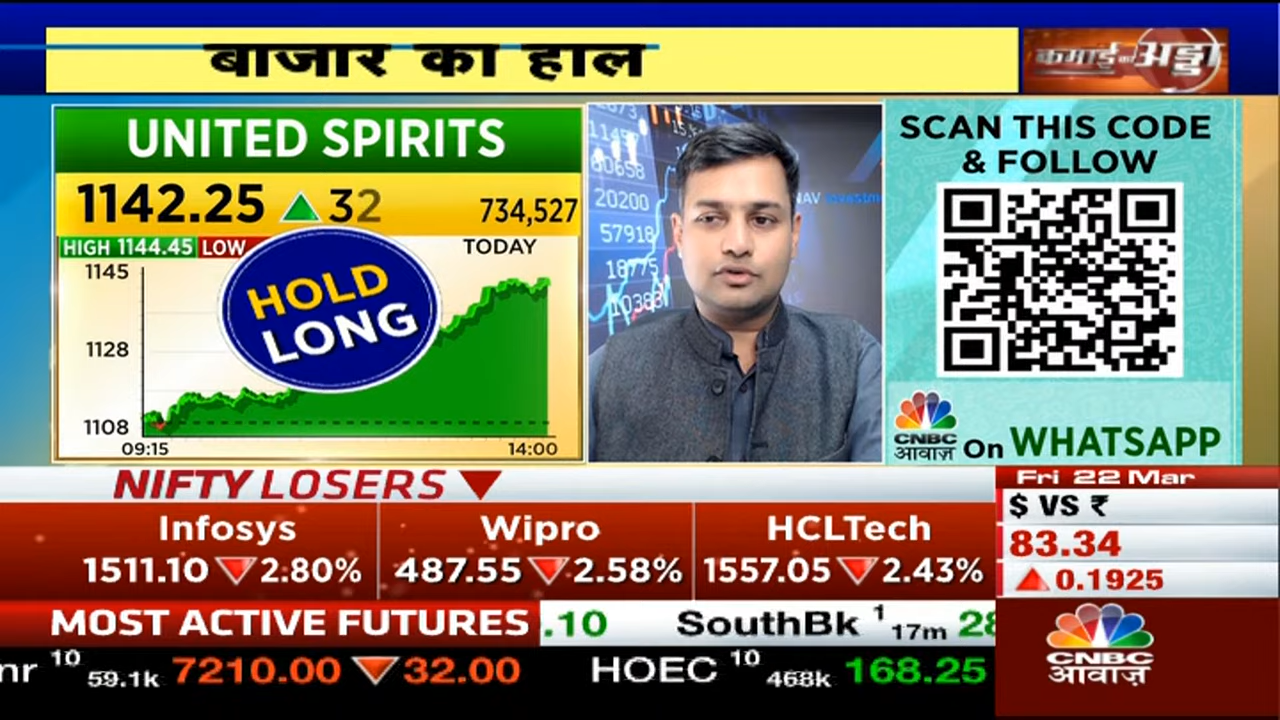 बाजार का हाल
कमाई का अड्डा
UNITED SPIRITS
1142.25 ▲ 32 734,527
HIGH 1144.45 LOW TODAY
1145
1128
1108
09:15 14:00
HOLD
LONG
20200
57918
18775
SCAN THIS CODE
& FOLLOW
CNBC
आवाज़
On WHATSAPP
NIFTY LOSERS ▼
Infosys Wipro HCLTech
1511.10 ▼ 2.80% 487.55 ▼ 2.58% 1557.05 ▼ 2.43%
Fri 22 Mar
$ VS ₹
83.34
▲ 0.1925
MOST ACTIVE FUTURES .10 SouthBk 1 17m 28
nr 10 59.1k 7210.00 ▼ 32.00 HOEC 10 468k 168.25
CNBC
आवाज़